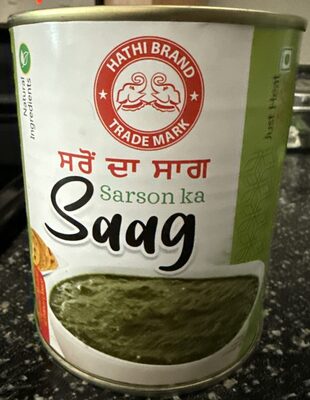 HATHI BRAND
TRADE MARK
Natural
Ingredients
Just Heat
ਸਰੋਂ ਦਾ ਸਾਗ
Sarson ka
Saag